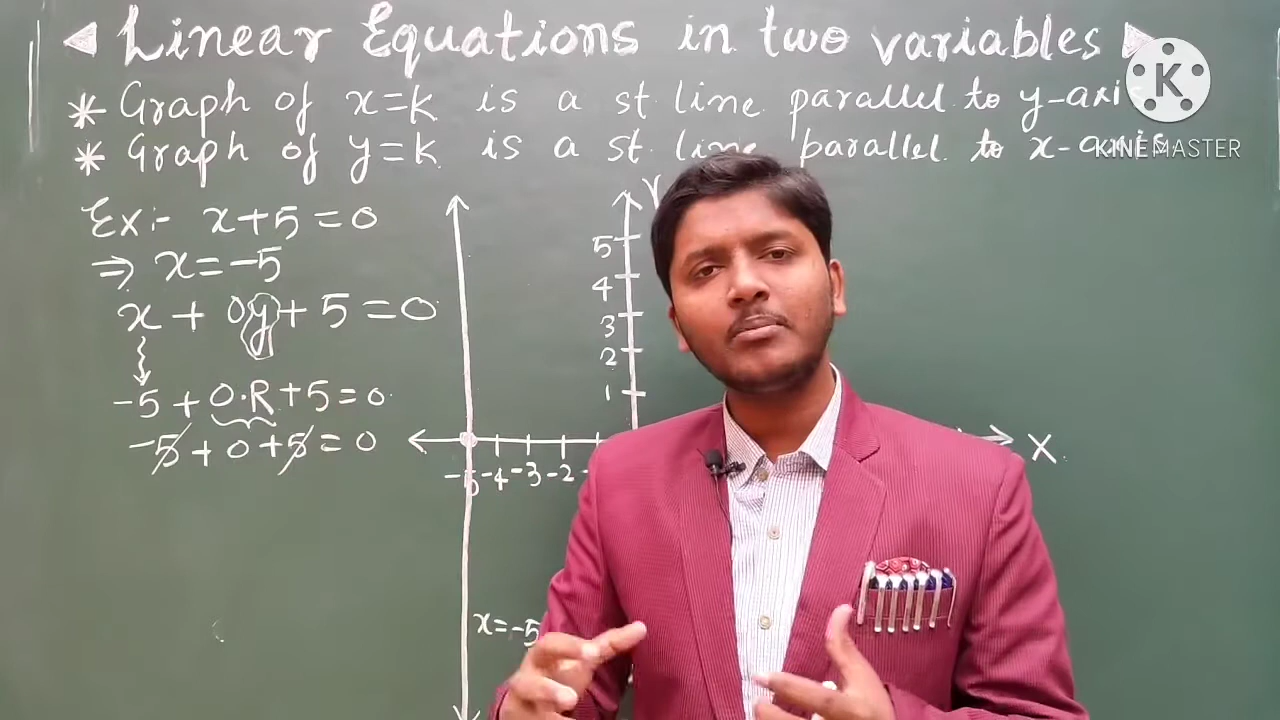 Linear Equations in two variables
* Graph of x=k is a st line parallel to y-axis
* Graph of y=k is a st line parallel to x-axis
K
KINEMASTER
Ex:- x+5=0
⇒ x=-5
x + 0y + 5 = 0
-5 + 0·R + 5 = 0
-5 + 0 + 5 = 0
5
4
3
2
1
X
-5 -4 -3 -2
x=-5